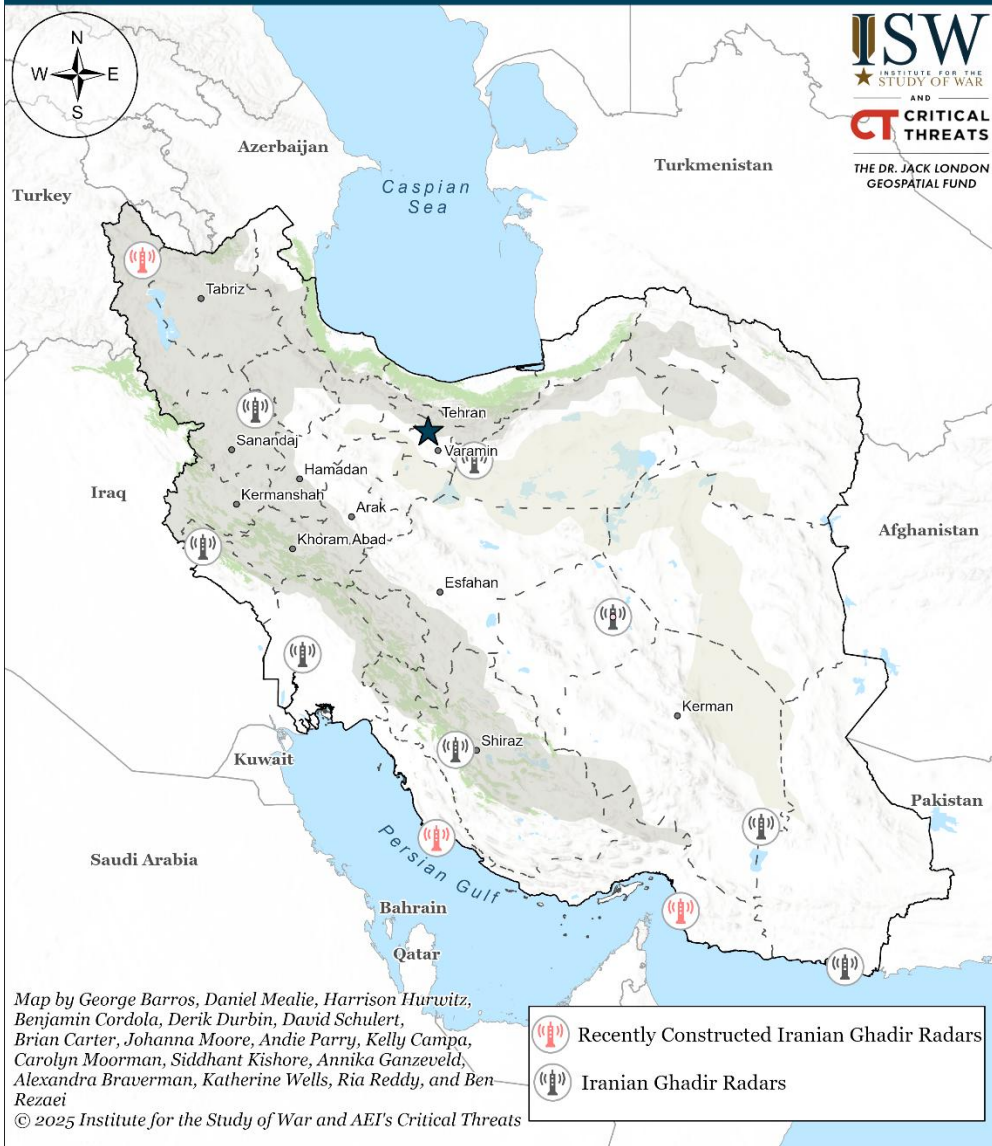 N
W E
S
ISW
INSTITUTE FOR THE
STUDY OF WAR
AND
CT CRITICAL
THREATS
THE DR. JACK LONDON
GEOSPATIAL FUND
Azerbaijan
Turkmenistan
Turkey
Caspian
Sea
Tabriz
Tehran
Varamin
Sanandaj
Hamadan
Iraq
Kermanshah
Arak
Afghanistan
Khoram Abad
Esfahan
Kerman
Shiraz
Kuwait
Pakistan
Saudi Arabia
Persian Gulf
Bahrain
Qatar
Map by George Barros, Daniel Mealie, Harrison Hurwitz,
Benjamin Cordola, Derik Durbin, David Schulert,
Brian Carter, Johanna Moore, Andie Parry, Kelly Campa,
Carolyn Moorman, Siddhant Kishore, Annika Ganzeveld,
Alexandra Braverman, Katherine Wells, Ria Reddy, and Ben
Rezaei
© 2025 Institute for the Study of War and AEI's Critical Threats
Recently Constructed Iranian Ghadir Radars
Iranian Ghadir Radars